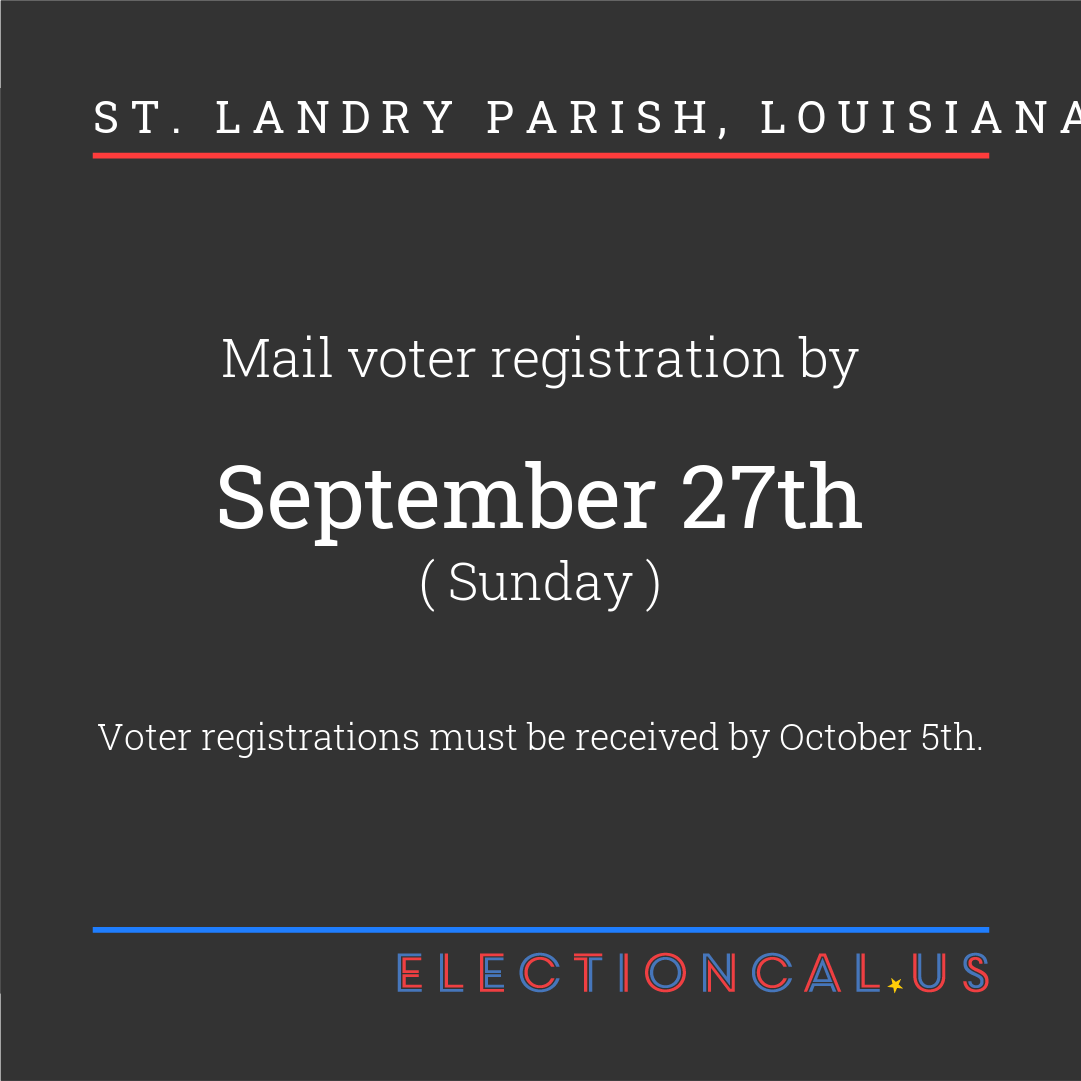 ST. LANDRY PARISH, LOUISIANA
Mail voter registration by
September 27th
( Sunday )
Voter registrations must be received by October 5th.
ELECTIONCAL.US